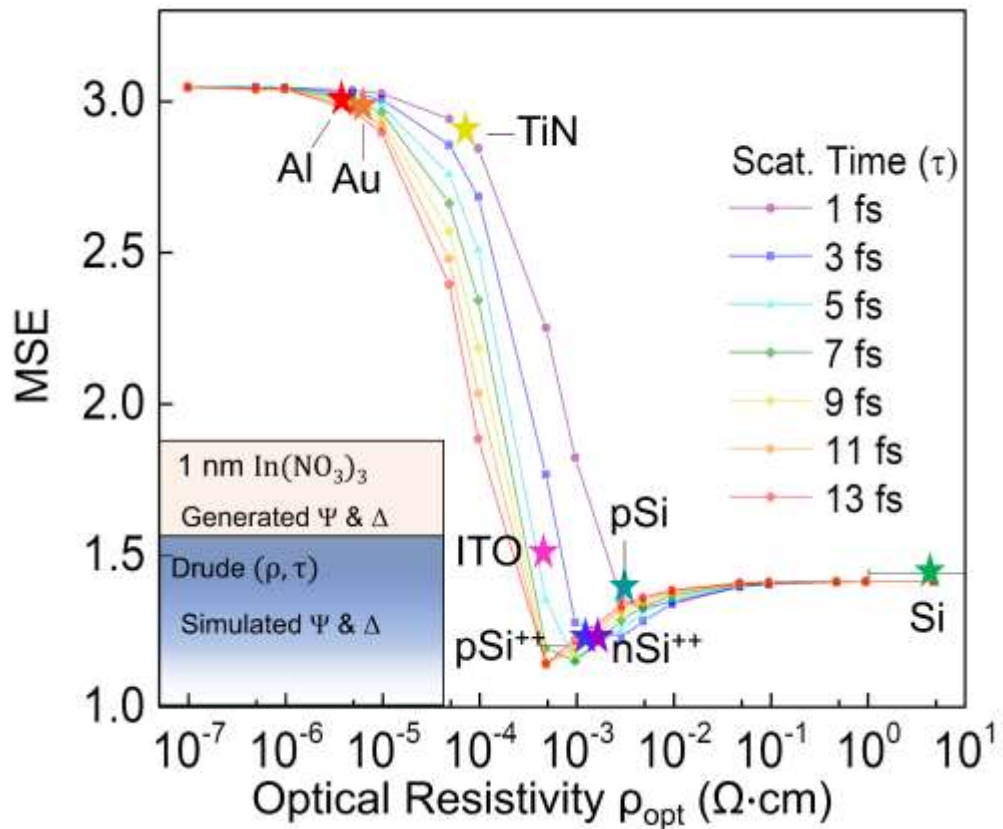 3.0
2.5
2.0
1.5
1.0
MSE
Al
Au
TiN
Scat. Time (τ)
1 fs
3 fs
5 fs
7 fs
9 fs
11 fs
13 fs
1 nm In(NO₃)₃
Generated Ψ & Δ
Drude (ρ, τ)
Simulated Ψ & Δ
ITO
pSi
pSi⁺⁺
nSi⁺⁺
Si
10⁻⁷ 10⁻⁶ 10⁻⁵ 10⁻⁴ 10⁻³ 10⁻² 10⁻¹ 10⁰ 10¹
Optical Resistivity ρₒₚₜ (Ω·cm)